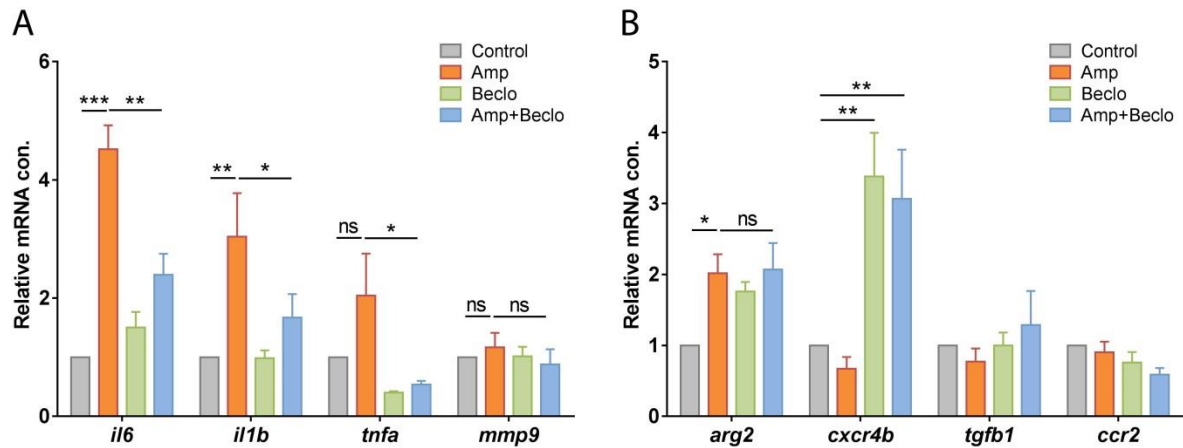 A
Relative mRNA con.
6
4
2
0
Control
Amp
Beclo
Amp+Beclo
*** **
** *
ns *
ns ns
il6 il1b tnfa mmp9
B
Relative mRNA con.
5
4
3
2
1
0
Control
Amp
Beclo
Amp+Beclo
**
**
* ns
arg2 cxcr4b tgfb1 ccr2